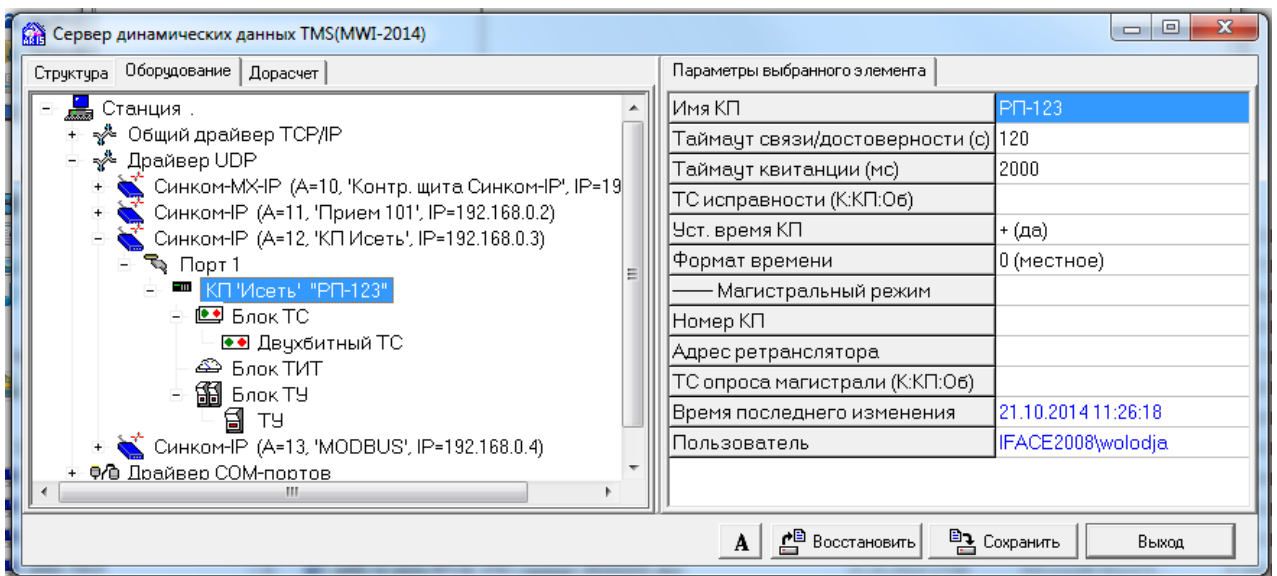 Сервер динамических данных TMS(MWI-2014)
Структура Оборудование Дорасчет
Станция .
Общий драйвер TCP/IP
Драйвер UDP
Синком-MX-IP (A=10, 'Контр. щита Синком-IP', IP=19
Синком-IP (A=11, 'Прием 101', IP=192.168.0.2)
Синком-IP (A=12, 'КП Исеть', IP=192.168.0.3)
Порт 1
КП 'Исеть' "РП-123"
Блок ТС
Двухбитный ТС
Блок ТИТ
Блок ТУ
ТУ
Синком-IP (A=13, 'MODBUS', IP=192.168.0.4)
Драйвер COM-портов
Параметры выбранного элемента
Имя КП РП-123
Таймаут связи/достоверности (с) 120
Таймаут квитанции (мс) 2000
ТС исправности (К:КП:Об)
Уст. время КП + (да)
Формат времени 0 (местное)
—— Магистральный режим
Номер КП
Адрес ретранслятора
ТС опроса магистрали (К:КП:Об)
Время последнего изменения 21.10.2014 11:26:18
Пользователь IFACE2008\wolodja
А Восстановить Сохранить Выход